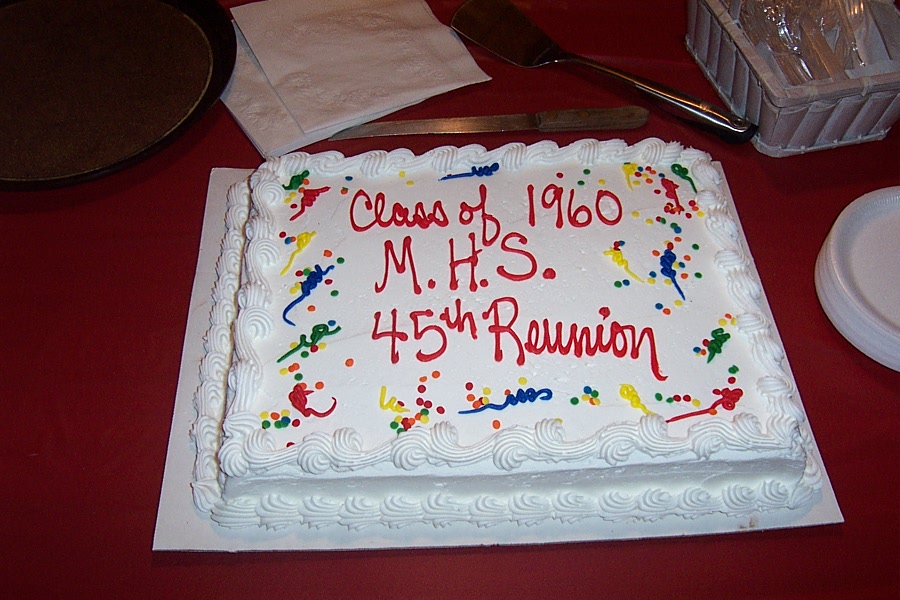 Class of 1960
M.H.S.
45th Reunion